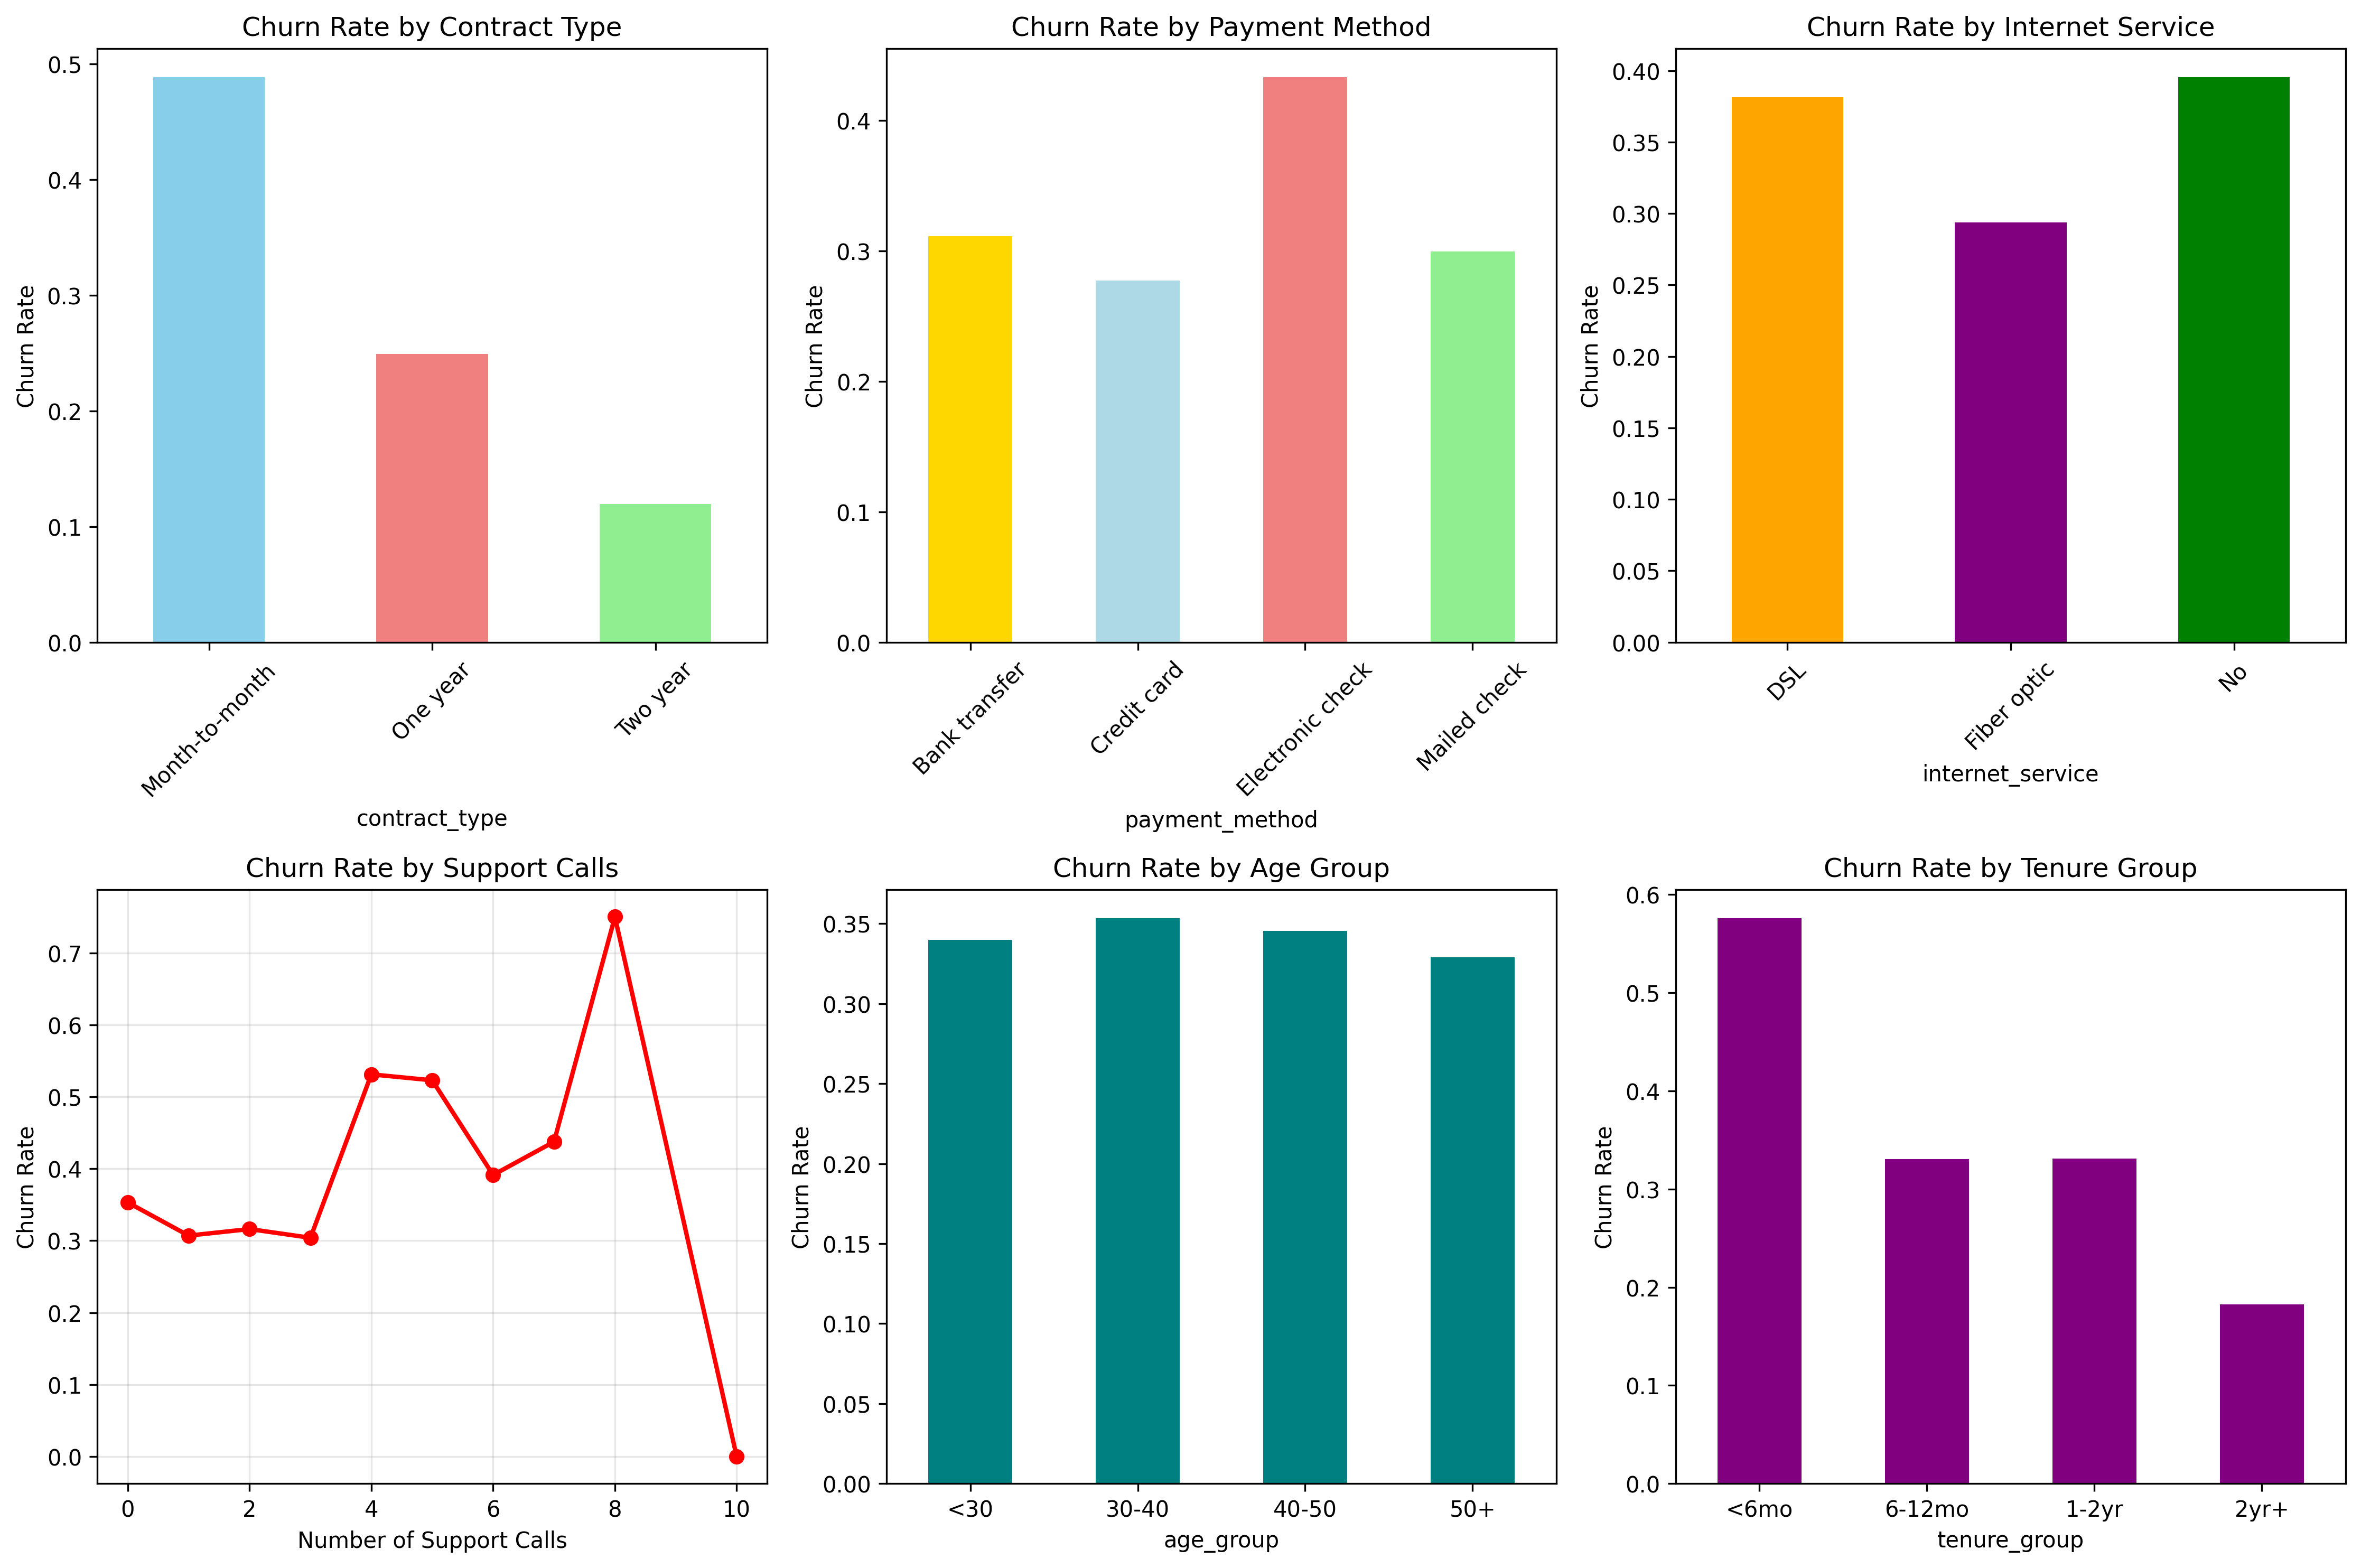 Churn Rate by Contract Type
Churn Rate
0.5
0.4
0.3
0.2
0.1
0.0
Month-to-month
One year
Two year
contract_type
Churn Rate by Payment Method
Churn Rate
0.4
0.3
0.2
0.1
0.0
Bank transfer
Credit card
Electronic check
Mailed check
payment_method
Churn Rate by Internet Service
Churn Rate
0.40
0.35
0.30
0.25
0.20
0.15
0.10
0.05
0.00
DSL
Fiber optic
No
internet_service
Churn Rate by Support Calls
Churn Rate
0.7
0.6
0.5
0.4
0.3
0.2
0.1
0.0
0 2 4 6 8 10
Number of Support Calls
Churn Rate by Age Group
Churn Rate
0.35
0.30
0.25
0.20
0.15
0.10
0.05
0.00
<30 30-40 40-50 50+
age_group
Churn Rate by Tenure Group
Churn Rate
0.6
0.5
0.4
0.3
0.2
0.1
0.0
<6mo 6-12mo 1-2yr 2yr+
tenure_group